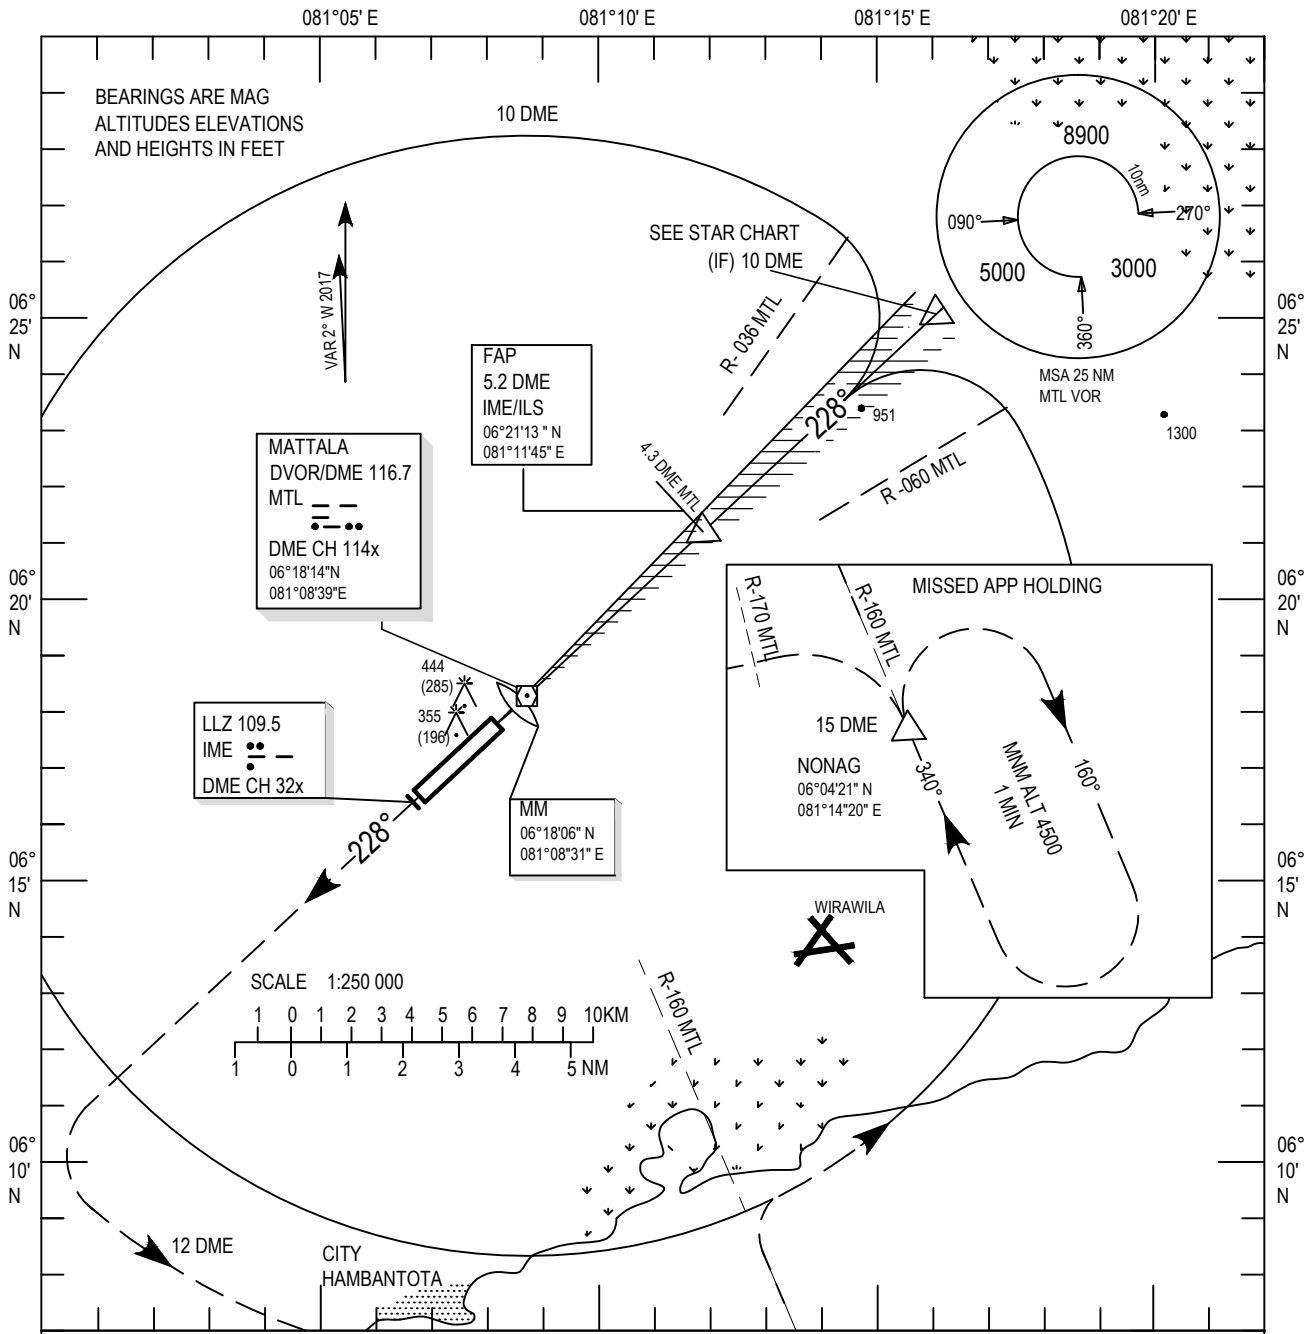 081°05' E
081°10' E
081°15' E
081°20' E
BEARINGS ARE MAG
ALTITUDES ELEVATIONS
AND HEIGHTS IN FEET
10 DME
8900
10nm
090°
270°
5000
3000
360°
MSA 25 NM
MTL VOR
SEE STAR CHART
(IF) 10 DME
VAR 2° W 2017
06°
25'
N
06°
25'
N
R- 036 MTL
FAP
5.2 DME
IME/ILS
06°21'13 " N
081°11'45" E
228°
951
1300
4.3 DME MTL
R -060 MTL
MATTALA
DVOR/DME 116.7
MTL
DME CH 114x
06°18'14"N
081°08'39"E
06°
20'
N
06°
20'
N
MISSED APP HOLDING
R-170 MTL
R-160 MTL
15 DME
NONAG
06°04'21" N
081°14'20" E
340°
MNM ALT 4500
1 MIN
160°
444
(285)
355
(196)
LLZ 109.5
IME
DME CH 32x
MM
06°18'06" N
081°08'31" E
228°
06°
15'
N
06°
15'
N
WIRAWILA
SCALE 1:250 000
1 0 1 2 3 4 5 6 7 8 9 10KM
1 0 1 2 3 4 5 NM
R-160 MTL
06°
10'
N
06°
10'
N
12 DME
CITY
HAMBANTOTA